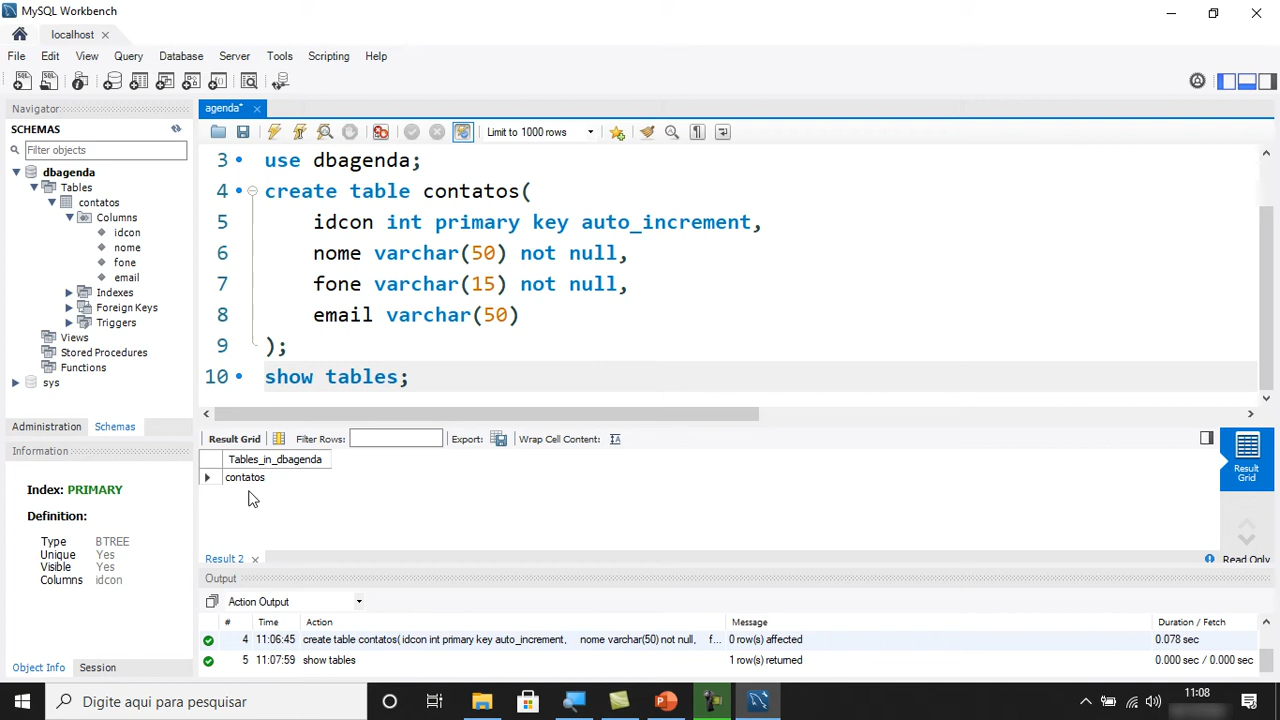 MySQL Workbench
localhost
File Edit View Query Database Server Tools Scripting Help
Navigator
SCHEMAS
Filter objects
dbagenda
Tables
contatos
Columns
idcon
nome
fone
email
Indexes
Foreign Keys
Triggers
Views
Stored Procedures
Functions
sys
Administration Schemas
Information
Index: PRIMARY
Definition:
Type BTREE
Unique Yes
Visible Yes
Columns idcon
Object Info Session
agenda*
Limit to 1000 rows
3 use dbagenda;
4 create table contatos(
5 idcon int primary key auto_increment,
6 nome varchar(50) not null,
7 fone varchar(15) not null,
8 email varchar(50)
9 );
10 show tables;
Result Grid Filter Rows: Export: Wrap Cell Content:
Tables_in_dbagenda
contatos
Result Grid
Result 2 Read Only
Output
Action Output
# Time Action Message Duration / Fetch
4 11:06:45 create table contatos( idcon int primary key auto_increment, nome varchar(50) not null, f... 0 row(s) affected 0.078 sec
5 11:07:59 show tables 1 row(s) returned 0.000 sec / 0.000 sec
Digite aqui para pesquisar
11:08